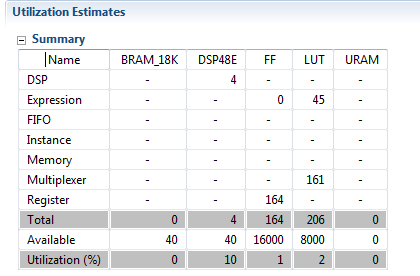 Utilization Estimates
Summary
Name BRAM_18K DSP48E FF LUT URAM
DSP - 4 - - -
Expression - - 0 45 -
FIFO - - - - -
Instance - - - - -
Memory - - - - -
Multiplexer - - - 161 -
Register - - 164 - -
Total 0 4 164 206 0
Available 40 40 16000 8000 0
Utilization (%) 0 10 1 2 0